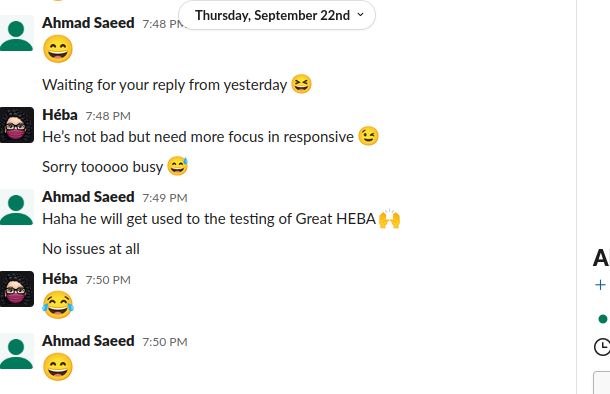 Thursday, September 22nd
Ahmad Saeed 7:48 PM
😄
Waiting for your reply from yesterday 😆
Héba 7:48 PM
He's not bad but need more focus in responsive 😉
Sorry tooooo busy 😅
Ahmad Saeed 7:49 PM
Haha he will get used to the testing of Great HEBA 🙌
No issues at all
Héba 7:50 PM
😂
Ahmad Saeed 7:50 PM
😄